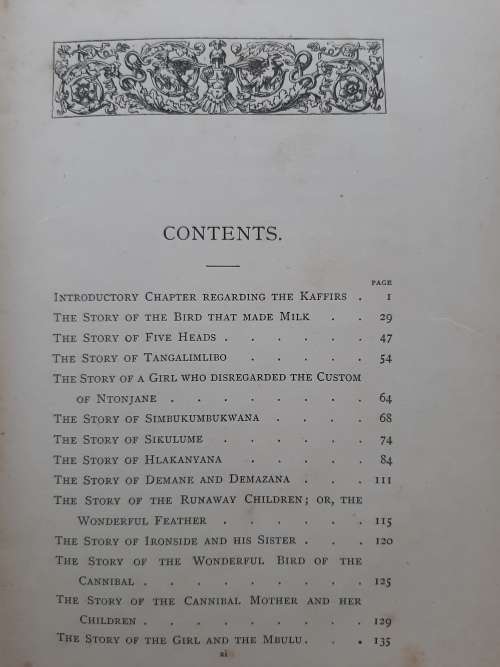 CONTENTS.
PAGE
INTRODUCTORY CHAPTER REGARDING THE KAFFIRS . 1
THE STORY OF THE BIRD THAT MADE MILK . . 29
THE STORY OF FIVE HEADS . . . . . . 47
THE STORY OF TANGALIMLIBO . . . . . 54
THE STORY OF A GIRL WHO DISREGARDED THE CUSTOM
OF NTONJANE . . . . . . . . 64
THE STORY OF SIMBUKUMBUKWANA . . . . 68
THE STORY OF SIKULUME . . . . . . 74
THE STORY OF HLAKANYANA . . . . . 84
THE STORY OF DEMANE AND DEMAZANA . . . 111
THE STORY OF THE RUNAWAY CHILDREN; OR, THE
WONDERFUL FEATHER . . . . . . 115
THE STORY OF IRONSIDE AND HIS SISTER . . . 120
THE STORY OF THE WONDERFUL BIRD OF THE
CANNIBAL . . . . . . . . . 125
THE STORY OF THE CANNIBAL MOTHER AND HER
CHILDREN . . . . . . . . . 129
THE STORY OF THE GIRL AND THE MBULU . . . 135
xi